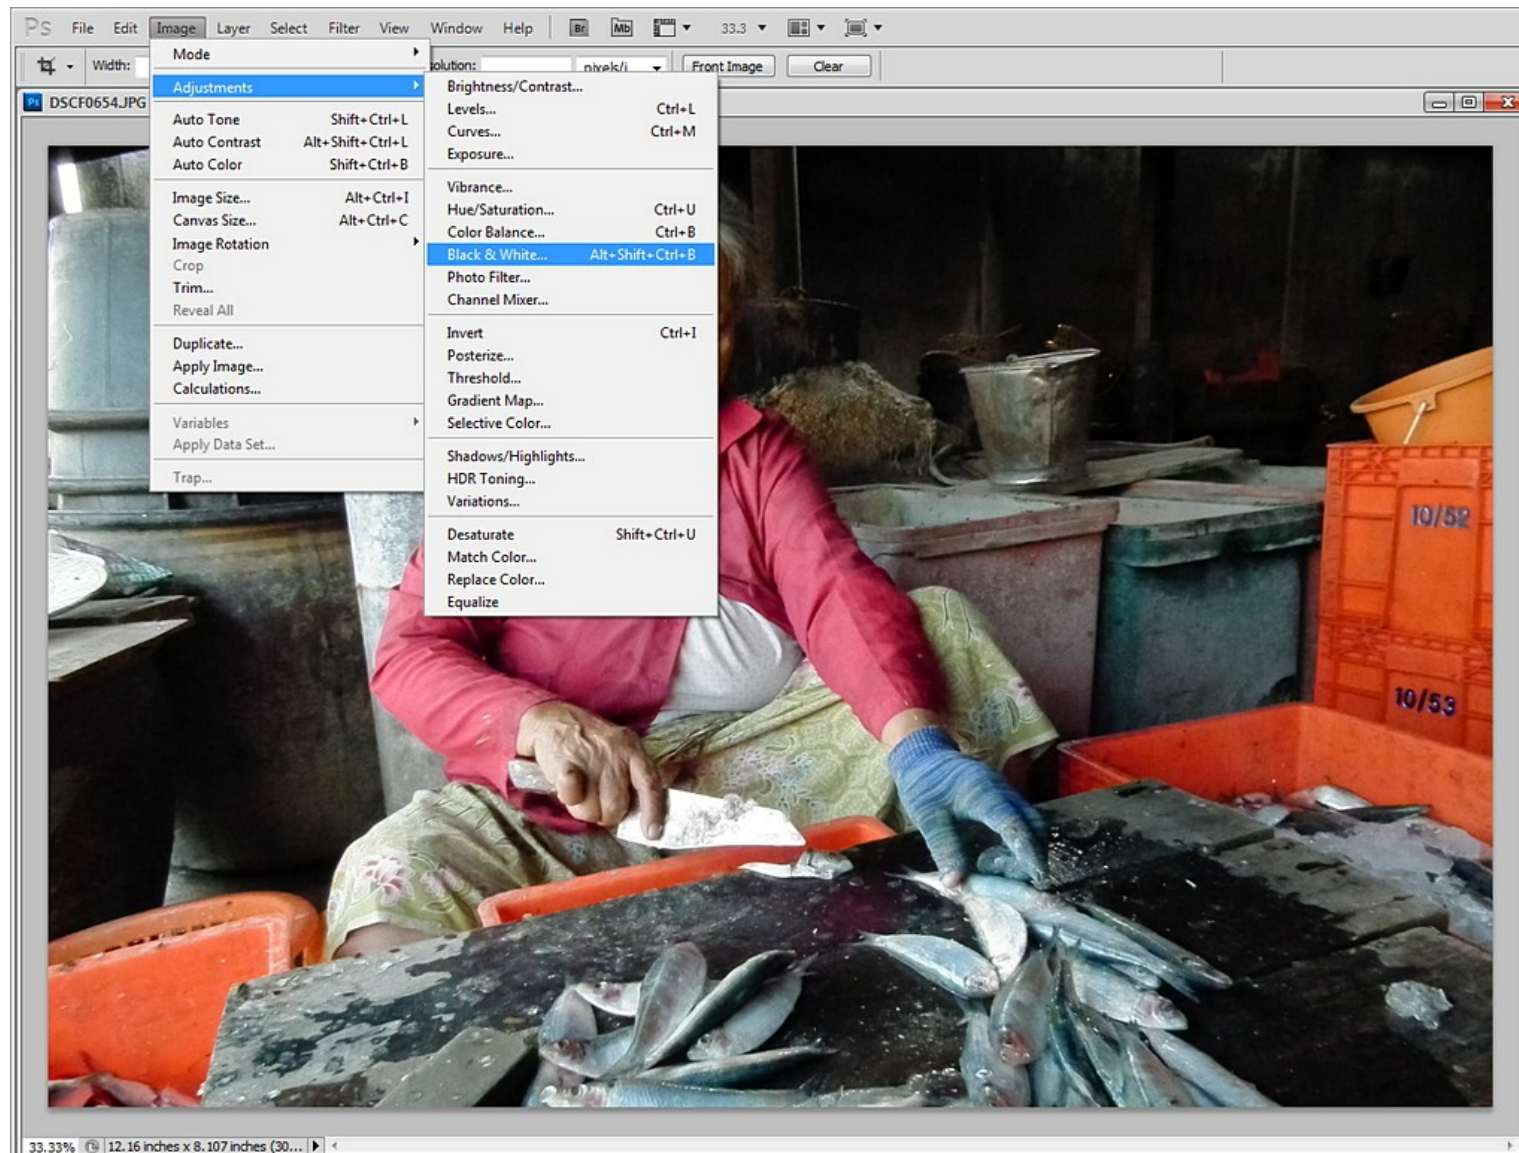 Ps File Edit Image Layer Select Filter View Window Help Br Mb 33.3
Width: solution: pixels/i Front Image Clear
Ps DSCF0654.JPG
Mode
Adjustments
Auto Tone Shift+Ctrl+L
Auto Contrast Alt+Shift+Ctrl+L
Auto Color Shift+Ctrl+B
Image Size... Alt+Ctrl+I
Canvas Size... Alt+Ctrl+C
Image Rotation
Crop
Trim...
Reveal All
Duplicate...
Apply Image...
Calculations...
Variables
Apply Data Set...
Trap...
Brightness/Contrast...
Levels... Ctrl+L
Curves... Ctrl+M
Exposure...
Vibrance...
Hue/Saturation... Ctrl+U
Color Balance... Ctrl+B
Black & White... Alt+Shift+Ctrl+B
Photo Filter...
Channel Mixer...
Invert Ctrl+I
Posterize...
Threshold...
Gradient Map...
Selective Color...
Shadows/Highlights...
HDR Toning...
Variations...
Desaturate Shift+Ctrl+U
Match Color...
Replace Color...
Equalize
10/52
10/53
33.33% 12.16 inches x 8.107 inches (30...